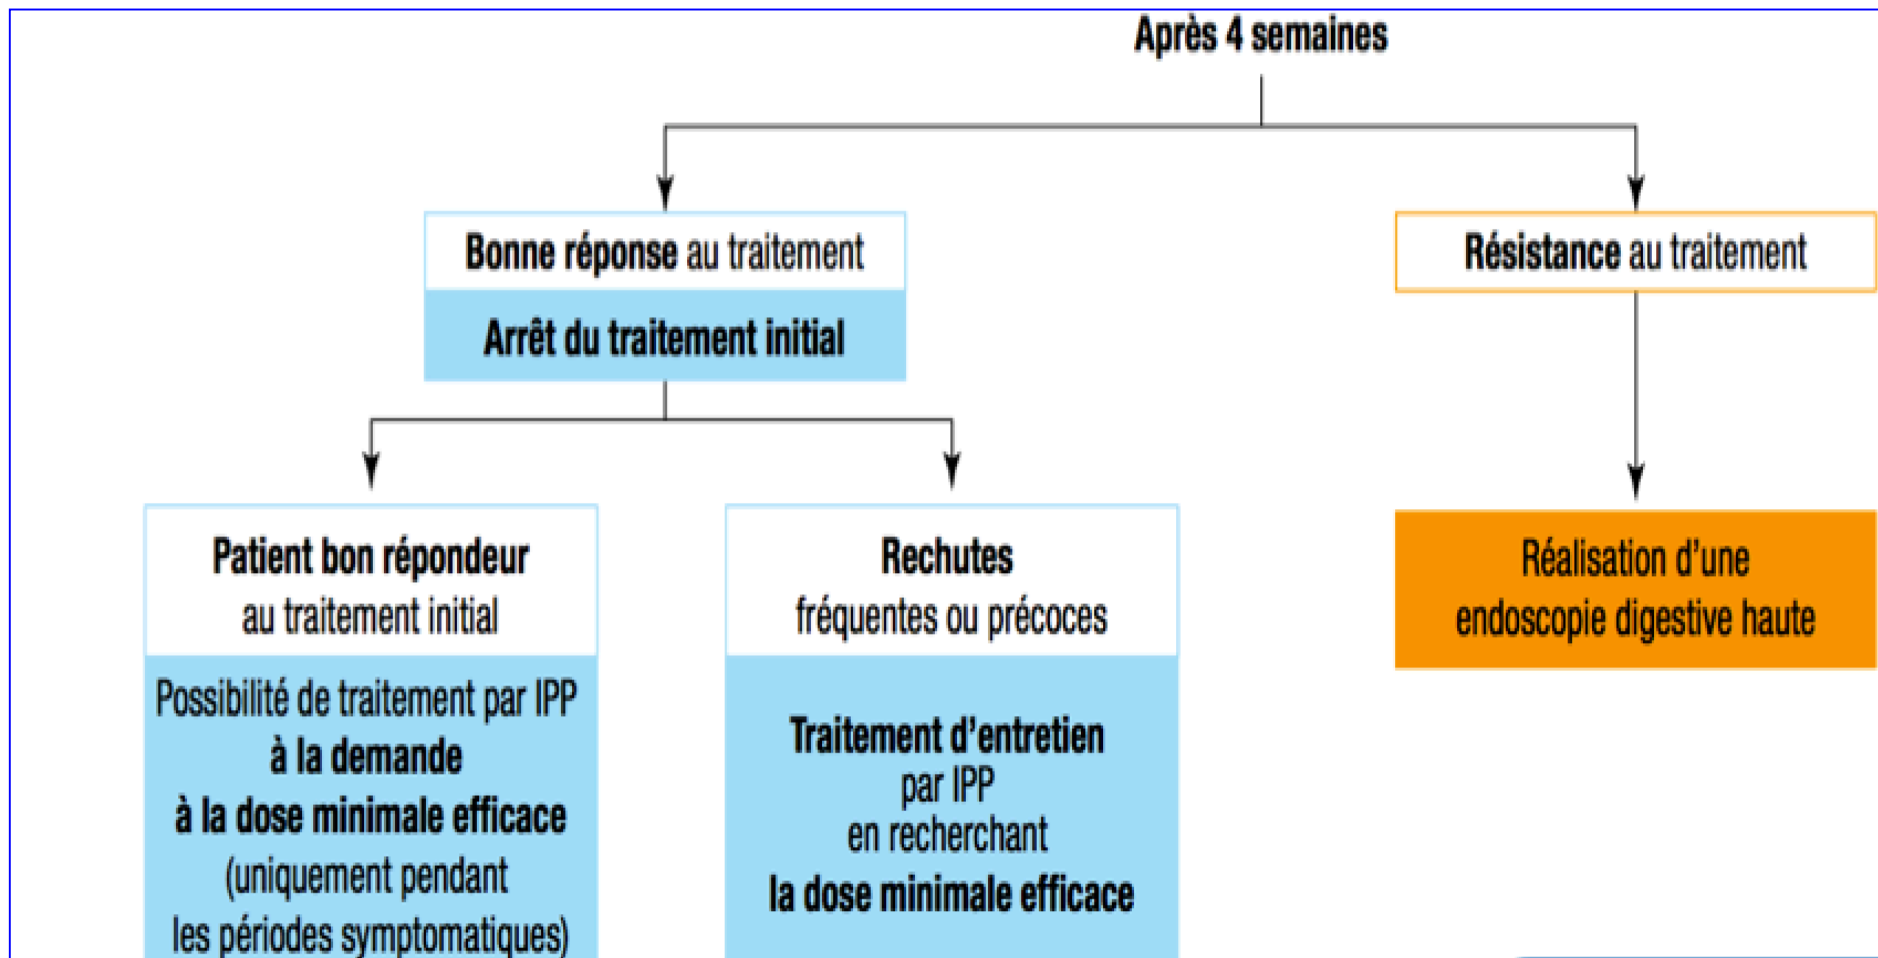 Après 4 semaines
Bonne réponse au traitement
Arrêt du traitement initial
Résistance au traitement
Patient bon répondeur
au traitement initial
Possibilité de traitement par IPP
à la demande
à la dose minimale efficace
(uniquement pendant
les périodes symptomatiques)
Rechutes
fréquentes ou précoces
Traitement d’entretien
par IPP
en recherchant
la dose minimale efficace
Réalisation d’une
endoscopie digestive haute